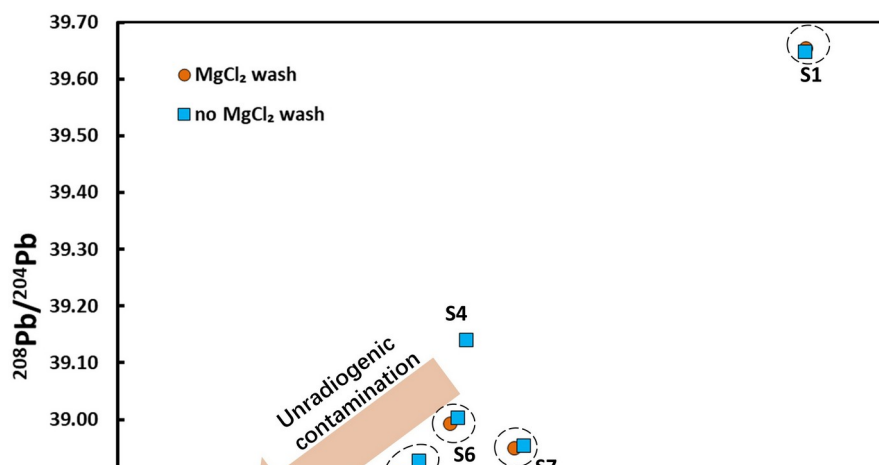 39.70
39.60
39.50
39.40
39.30
39.20
39.10
39.00
²⁰⁸Pb/²⁰⁴Pb
MgCl₂ wash
no MgCl₂ wash
S1
S4
Unradiogenic
contamination
S6
S7